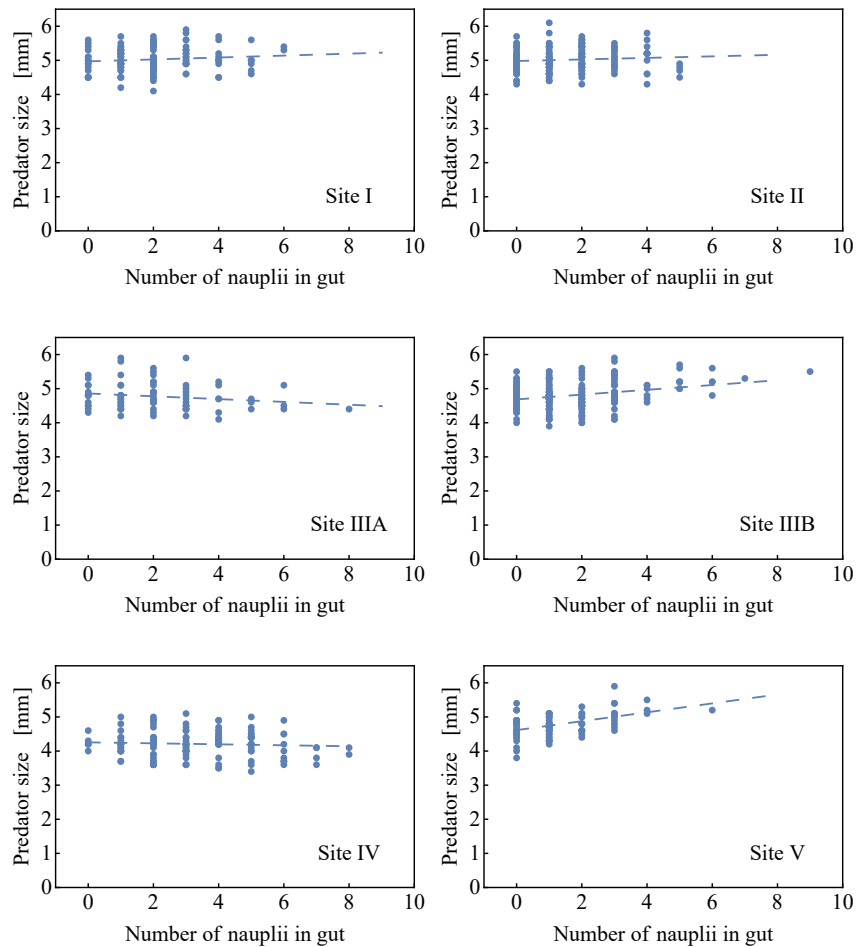 6
5
4
3
2
1
0
Predator size [mm]
Site I
0 2 4 6 8 10
Number of nauplii in gut
6
5
4
3
2
1
0
Predator size [mm]
Site II
0 2 4 6 8 10
Number of nauplii in gut
6
5
4
3
2
1
0
Predator size
Site IIIA
0 2 4 6 8 10
Number of nauplii in gut
6
5
4
3
2
1
0
Predator size
Site IIIB
0 2 4 6 8 10
Number of nauplii in gut
6
5
4
3
2
1
0
Predator size [mm]
Site IV
0 2 4 6 8 10
Number of nauplii in gut
6
5
4
3
2
1
0
Predator size [mm]
Site V
0 2 4 6 8 10
Number of nauplii in gut